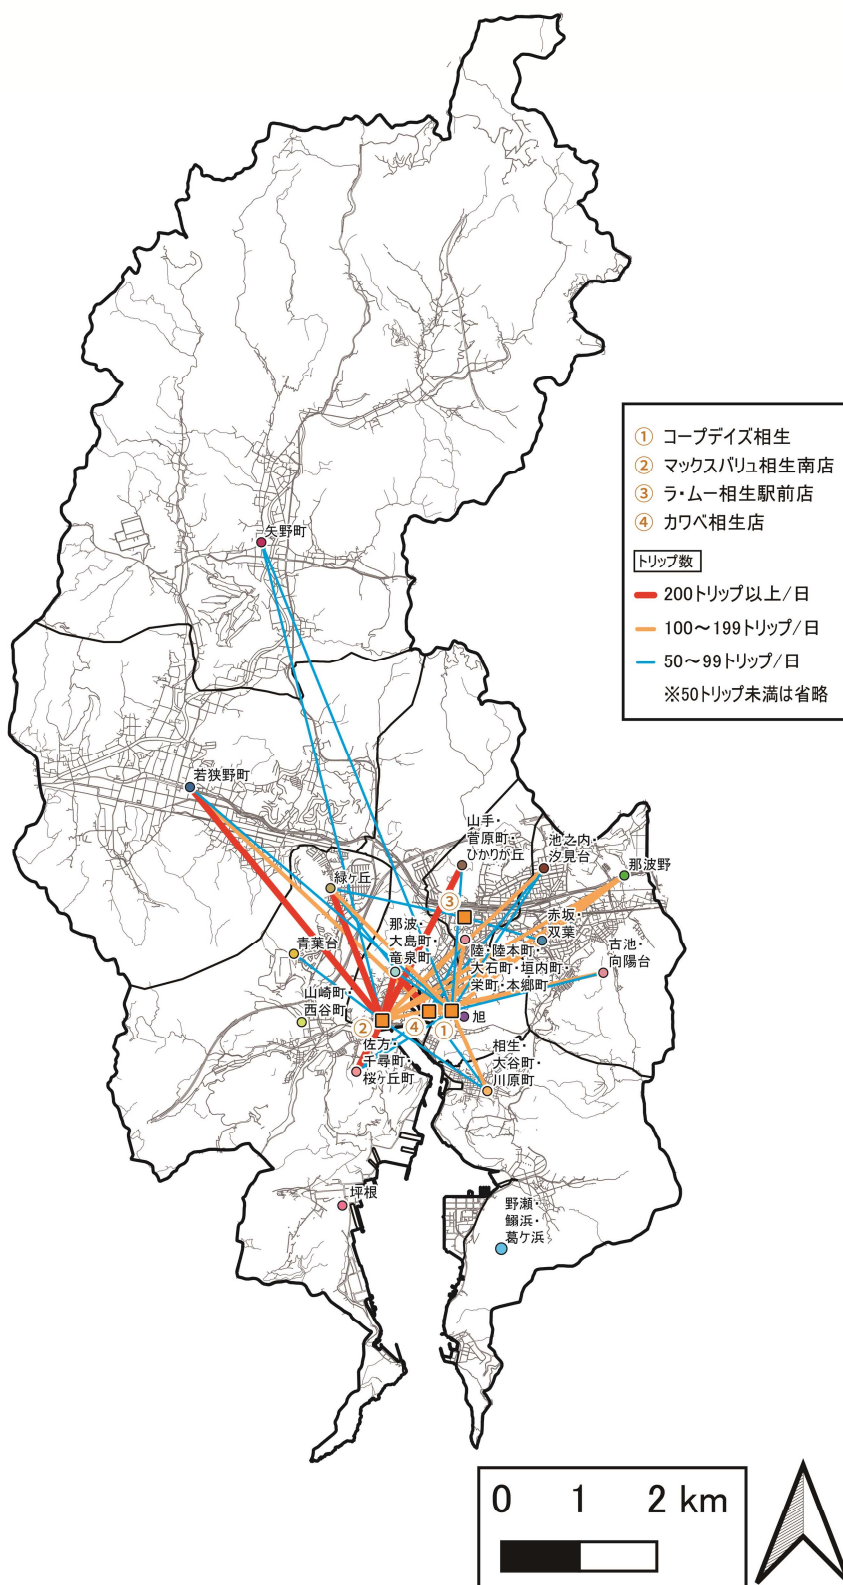 ① コープデイズ相生
② マックスバリュ相生南店
③ ラ・ムー相生駅前店
④ カワベ相生店
トリップ数
200トリップ以上/日
100～199トリップ/日
50～99トリップ/日
※50トリップ未満は省略
矢野町
若狭野町
山手・
菅原町・
ひかりが丘
池之内・
汐見台
那波野
緑ヶ丘
③
那波・
大島町・
竜泉町
赤坂・
双葉
青葉台
陸・陸本町・
大石町・垣内町・
栄町・本郷町
古池・
向陽台
山崎町・
西谷町
②
④
①
旭
佐方・
千尋町・
桜ヶ丘町
相生・
大谷町・
川原町
坪根
野瀬・
鰯浜・
葛ケ浜
0 1 2 km